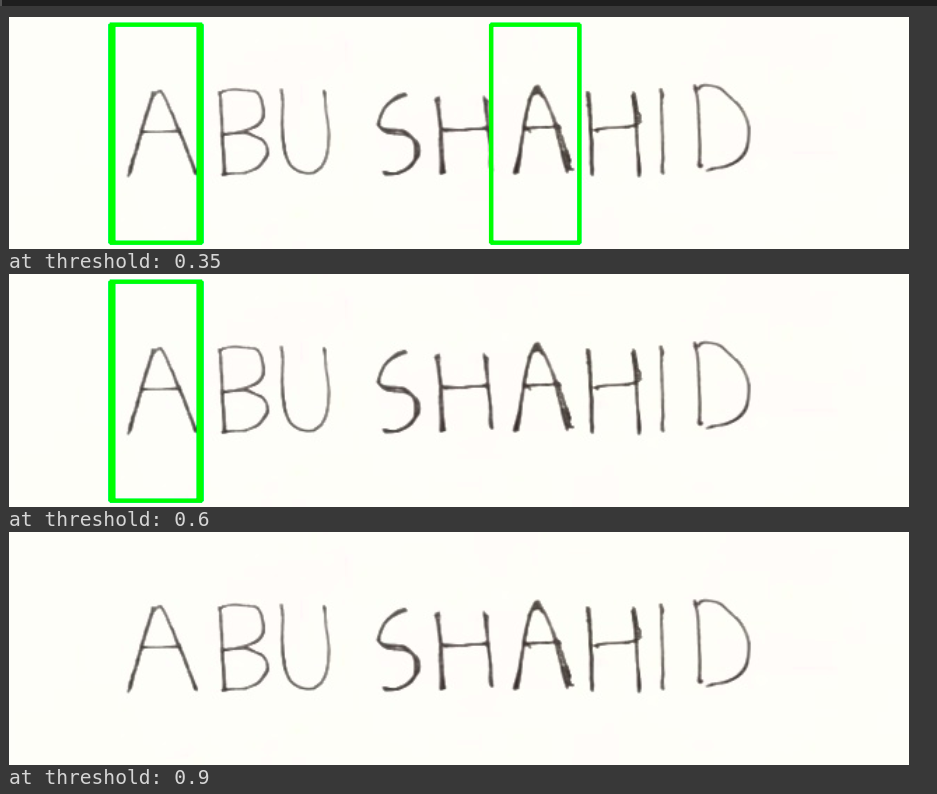 ABU SHAHID
at threshold: 0.35
ABU SHAHID
at threshold: 0.6
ABU SHAHID
at threshold: 0.9